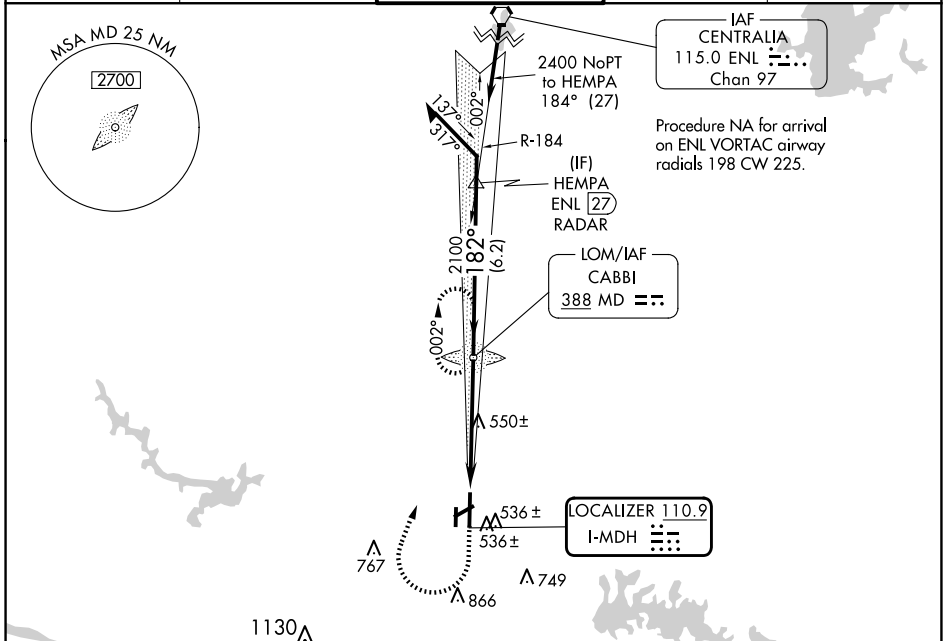 MSA MD 25 NM
2700
IAF
CENTRALIA
115.0 ENL
Chan 97
2400 NoPT
to HEMPA
184° (27)
002°
137°
317°
R-184
Procedure NA for arrival
on ENL VORTAC airway
radials 198 CW 225.
(IF)
HEMPA
ENL 27
RADAR
2100
182°
(6.2)
LOM/IAF
CABBI
388 MD
002°
550±
536±
536±
LOCALIZER 110.9
I-MDH
767
749
866
1130